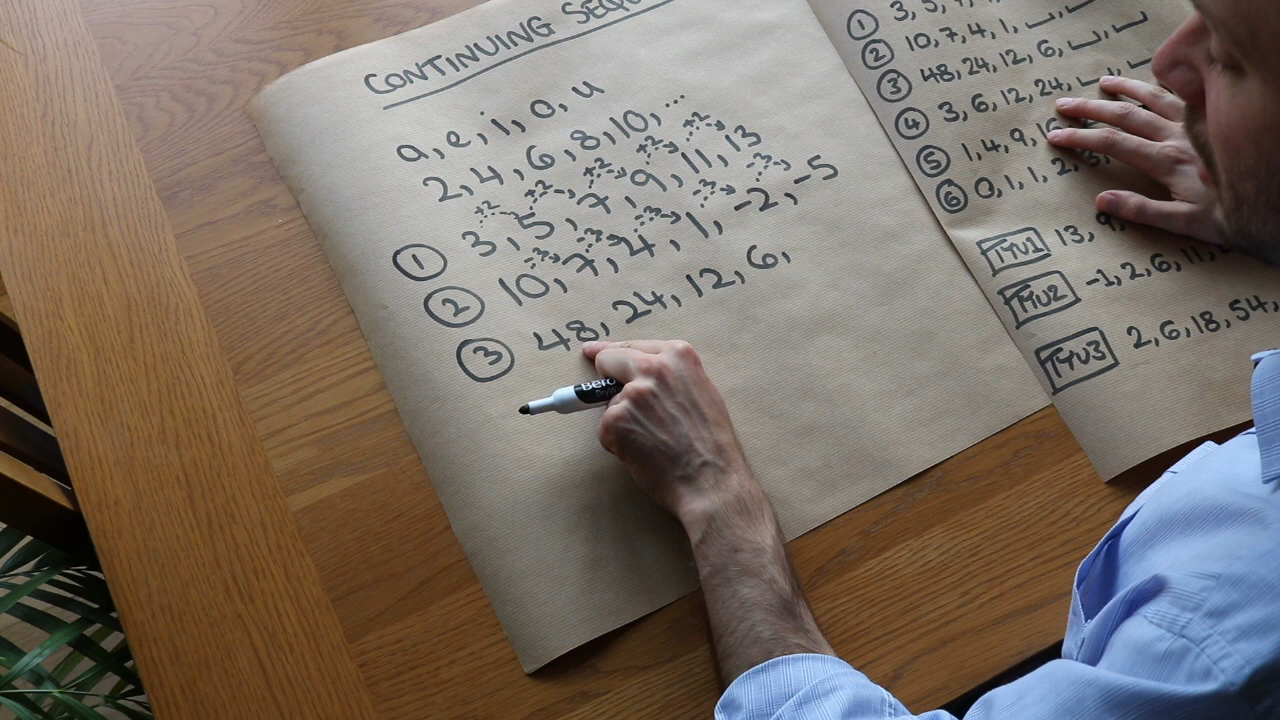 CONTINUING
a, e, i, o, u
2, 4, 6, 8, 10, ...
+2 +2 +2 +2 +2
① 3, 5, 7, 9, 11, 13
-3 -3 -3 -3 -3
② 10, 7, 4, 1, -2, -5
③ 48, 24, 12, 6,
Bero
①
② 10, 7, 4, 1, _, _
③ 48, 24, 12, 6, _, _
④ 3, 6, 12, 24, _, _
⑤ 1, 4, 9,
⑥ 0, 1, 1, 2,
TYU1 13,
TYU2 -1, 2, 6, 11,
TYU3 2, 6, 18, 54,